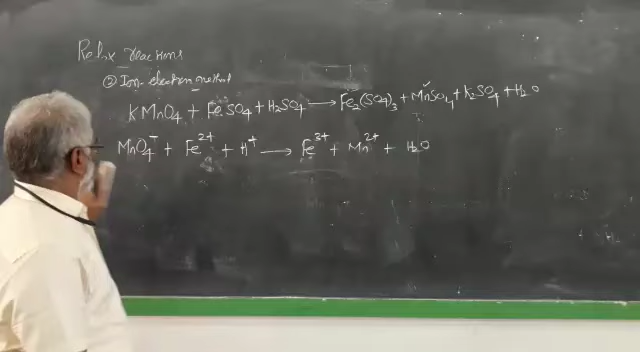 Redox reactions
② Ion electron method
KMnO4 + FeSO4 + H2SO4 → Fe2(SO4)3 + MnSO4 + K2SO4 + H2O
MnO4⁻ + Fe²⁺ + H⁺ → Fe³⁺ + Mn²⁺ + H2O